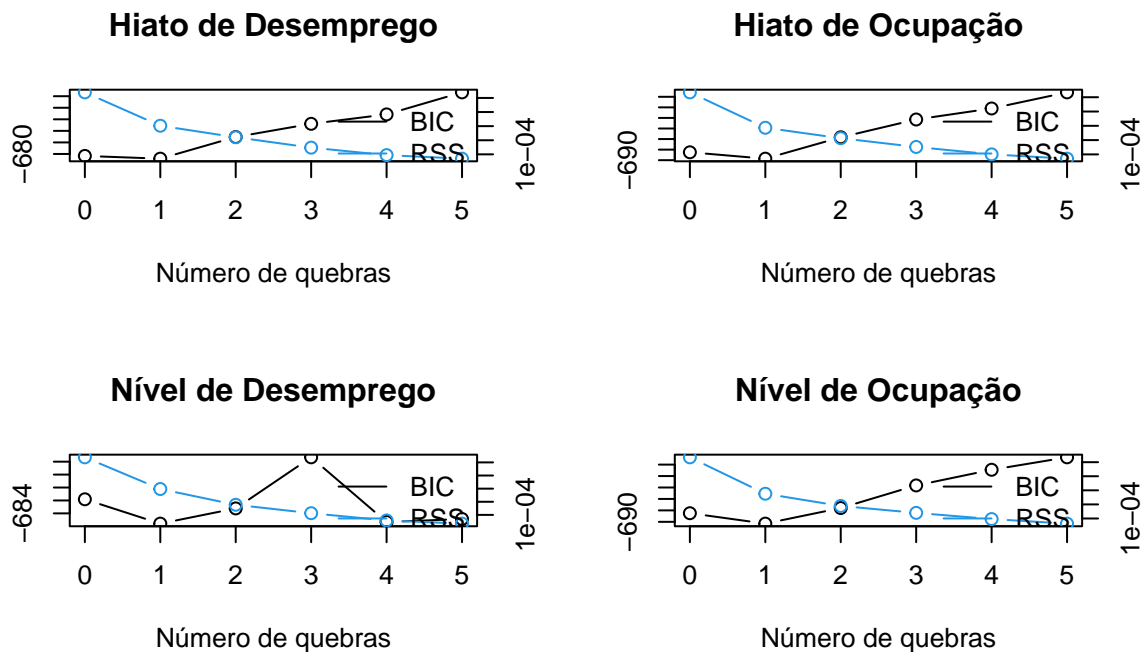 Hiato de Desemprego
−680
1e−04
BIC
RSS
0 1 2 3 4 5
Número de quebras
Hiato de Ocupação
−690
1e−04
BIC
RSS
0 1 2 3 4 5
Número de quebras
Nível de Desemprego
−684
1e−04
BIC
RSS
0 1 2 3 4 5
Número de quebras
Nível de Ocupação
−690
1e−04
BIC
RSS
0 1 2 3 4 5
Número de quebras